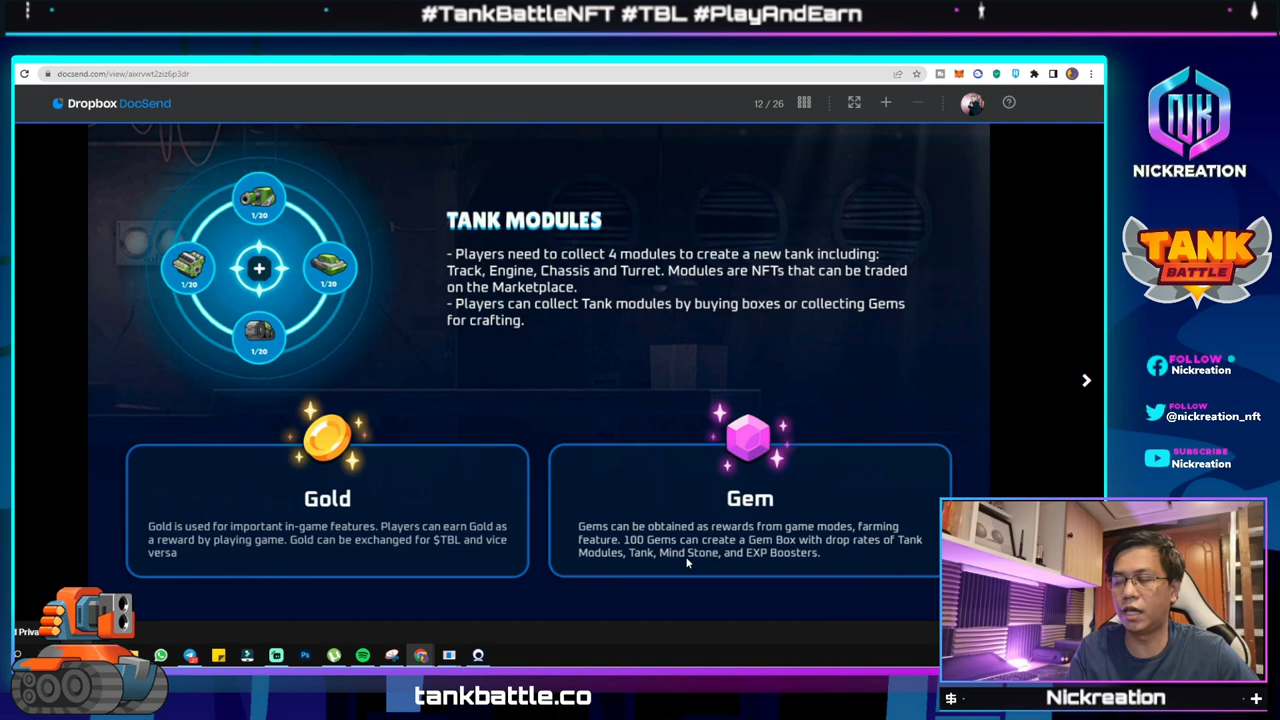 #TankBattleNFT #TBL #PlayAndEarn
docsend.com/view/aixrvwt2ziz6p3dr
Dropbox DocSend
12 / 26
1/20
1/20
1/20
1/20
TANK MODULES
- Players need to collect 4 modules to create a new tank including:
Track, Engine, Chassis and Turret. Modules are NFTs that can be traded
on the Marketplace.
- Players can collect Tank modules by buying boxes or collecting Gems
for crafting.
Gold
Gold is used for important in-game features. Players can earn Gold as
a reward by playing game. Gold can be exchanged for $TBL and vice
versa
Gem
Gems can be obtained as rewards from game modes, farming
feature. 100 Gems can create a Gem Box with drop rates of Tank
Modules, Tank, Mind Stone, and EXP Boosters.
NICKREATION
TANK
BATTLE
FOLLOW
Nickreation
FOLLOW
@nickreation_nft
SUBSCRIBE
Nickreation
Ps
tankbattle.co
Nickreation